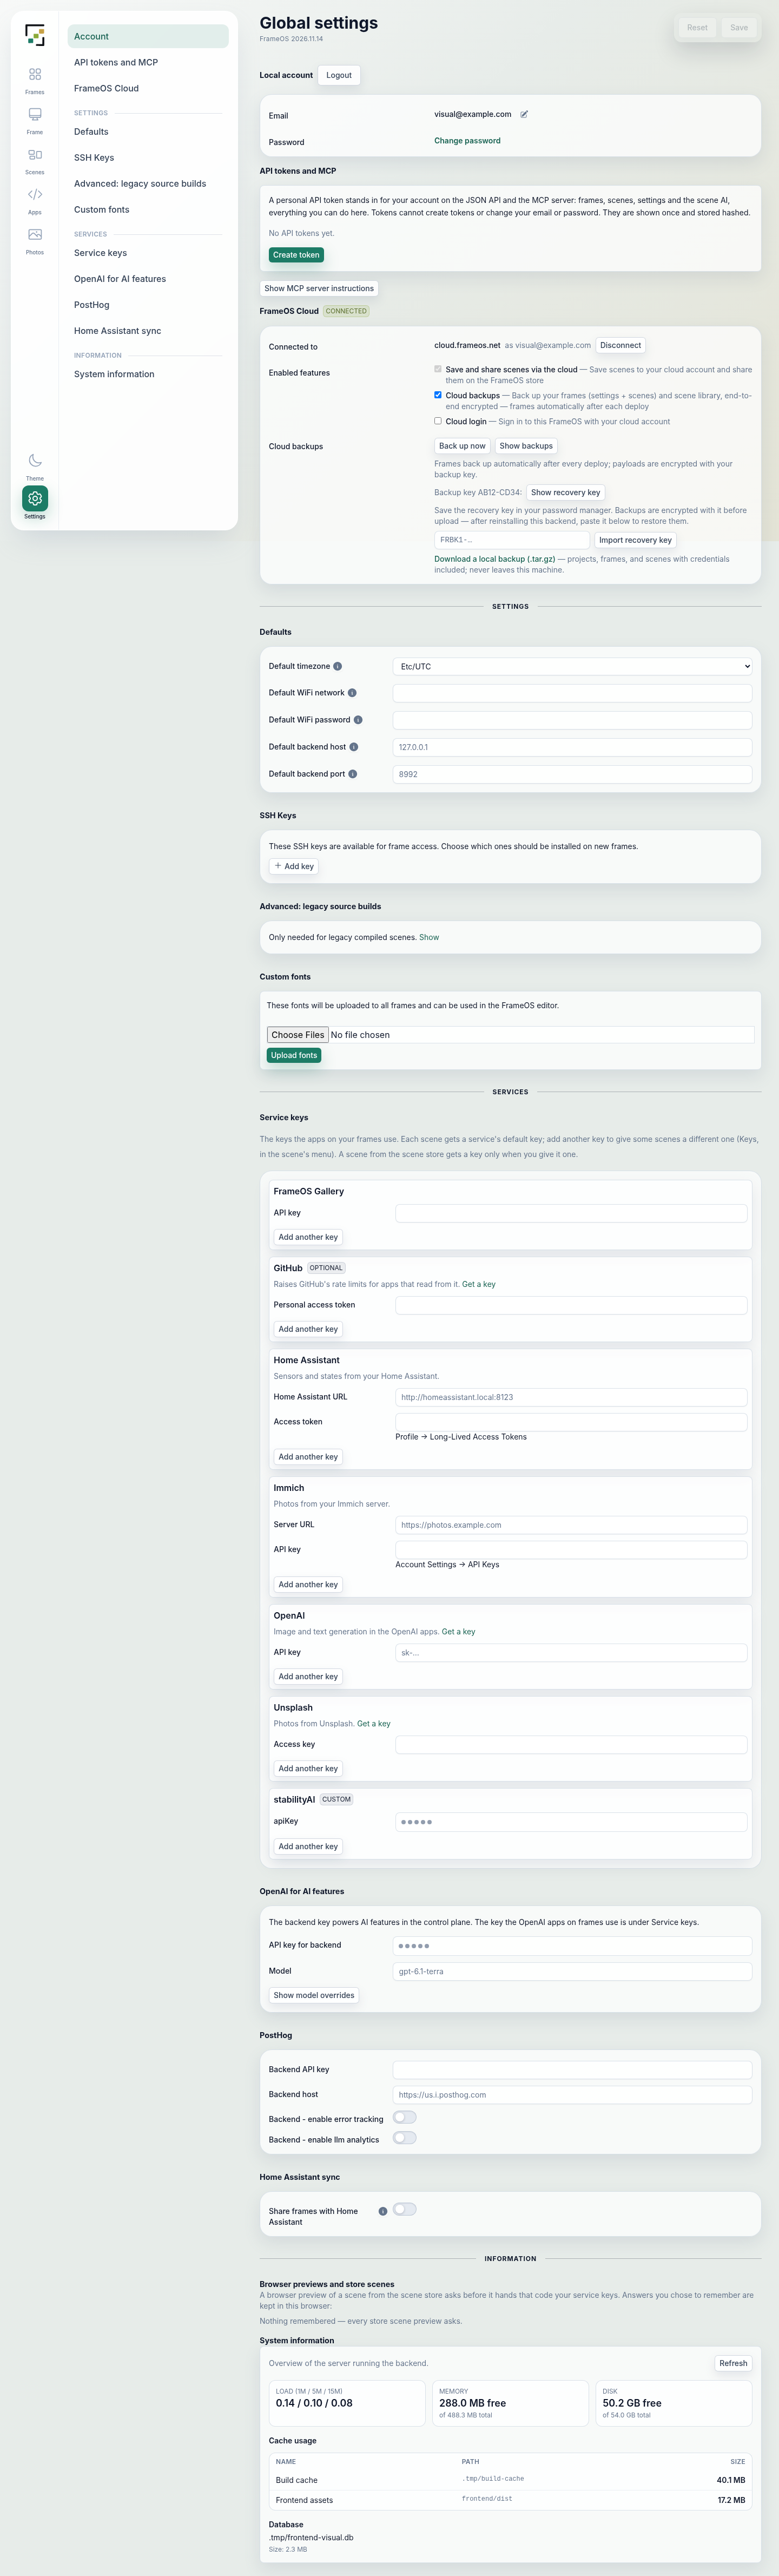 Frames
Frame
Scenes
Apps
Photos
Theme
Settings
Account
API tokens and MCP
FrameOS Cloud
SETTINGS
Defaults
SSH Keys
Advanced: legacy source builds
Custom fonts
SERVICES
Service keys
OpenAI for AI features
PostHog
Home Assistant sync
INFORMATION
System information
Global settings
FrameOS 2026.11.14
Reset
Save
Local account
Logout
Email
visual@example.com
Password
Change password
API tokens and MCP
A personal API token stands in for your account on the JSON API and the MCP server: frames, scenes, settings and the scene AI,
everything you can do here. Tokens cannot create tokens or change your email or password. They are shown once and stored hashed.
No API tokens yet.
Create token
Show MCP server instructions
FrameOS Cloud CONNECTED
Connected to
cloud.frameos.net as visual@example.com Disconnect
Enabled features
Save and share scenes via the cloud — Save scenes to your cloud account and share
them on the FrameOS store
Cloud backups — Back up your frames (settings + scenes) and scene library, end-to-
end encrypted — frames automatically after each deploy
Cloud login — Sign in to this FrameOS with your cloud account
Cloud backups
Back up now Show backups
Frames back up automatically after every deploy; payloads are encrypted with your
backup key.
Backup key AB12-CD34: Show recovery key
Save the recovery key in your password manager. Backups are encrypted with it before
upload — after reinstalling this backend, paste it below to restore them.
FRBK1-… Import recovery key
Download a local backup (.tar.gz) — projects, frames, and scenes with credentials
included; never leaves this machine.
SETTINGS
Defaults
Default timezone
Etc/UTC
Default WiFi network
Default WiFi password
Default backend host
127.0.0.1
Default backend port
8992
SSH Keys
These SSH keys are available for frame access. Choose which ones should be installed on new frames.
+ Add key
Advanced: legacy source builds
Only needed for legacy compiled scenes. Show
Custom fonts
These fonts will be uploaded to all frames and can be used in the FrameOS editor.
Choose Files No file chosen
Upload fonts
SERVICES
Service keys
The keys the apps on your frames use. Each scene gets a service's default key; add another key to give some scenes a different one (Keys,
in the scene's menu). A scene from the scene store gets a key only when you give it one.
FrameOS Gallery
API key
Add another key
GitHub OPTIONAL
Raises GitHub's rate limits for apps that read from it. Get a key
Personal access token
Add another key
Home Assistant
Sensors and states from your Home Assistant.
Home Assistant URL
http://homeassistant.local:8123
Access token
Profile → Long-Lived Access Tokens
Add another key
Immich
Photos from your Immich server.
Server URL
https://photos.example.com
API key
Account Settings → API Keys
Add another key
OpenAI
Image and text generation in the OpenAI apps. Get a key
API key
sk-...
Add another key
Unsplash
Photos from Unsplash. Get a key
Access key
Add another key
stabilityAI CUSTOM
apiKey
●●●●●
Add another key
OpenAI for AI features
The backend key powers AI features in the control plane. The key the OpenAI apps on frames use is under Service keys.
API key for backend
●●●●●
Model
gpt-6.1-terra
Show model overrides
PostHog
Backend API key
Backend host
https://us.i.posthog.com
Backend - enable error tracking
Backend - enable llm analytics
Home Assistant sync
Share frames with Home
Assistant
INFORMATION
Browser previews and store scenes
A browser preview of a scene from the scene store asks before it hands that code your service keys. Answers you chose to remember are
kept in this browser:
Nothing remembered — every store scene preview asks.
System information
Overview of the server running the backend.
Refresh
LOAD (1M / 5M / 15M)
0.14 / 0.10 / 0.08
MEMORY
288.0 MB free
of 488.3 MB total
DISK
50.2 GB free
of 54.0 GB total
Cache usage
NAME PATH SIZE
Build cache .tmp/build-cache 40.1 MB
Frontend assets frontend/dist 17.2 MB
Database
.tmp/frontend-visual.db
Size: 2.3 MB